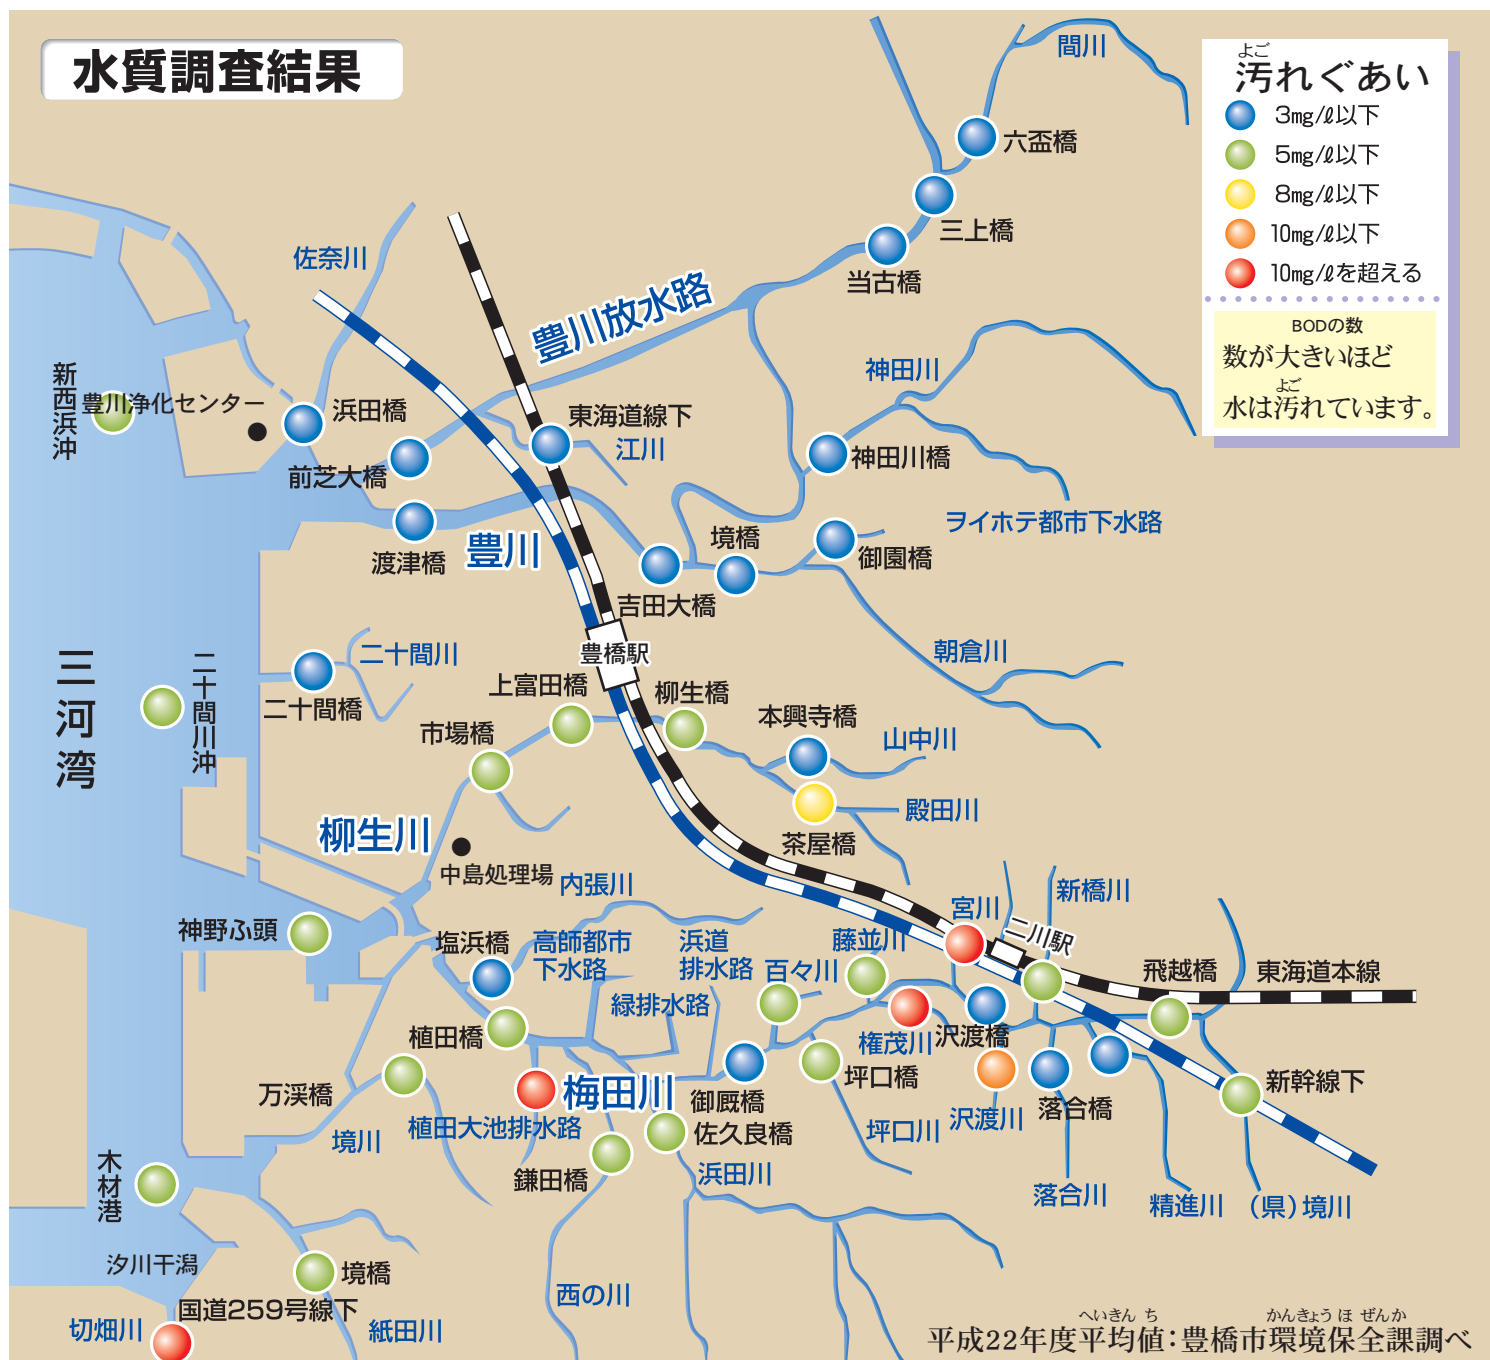 水質調査結果
よご
汚れぐあい
3mg/ℓ以下
5mg/ℓ以下
8mg/ℓ以下
10mg/ℓ以下
10mg/ℓを超える
BODの数
数が大きいほど
よご
水は汚れています。
間川
六盃橋
三上橋
当古橋
佐奈川
豊川放水路
神田川
新西浜沖
豊川浄化センター
浜田橋
東海道線下
江川
前芝大橋
神田川橋
ヲイホテ都市下水路
渡津橋
豊川
境橋
御園橋
吉田大橋
豊橋駅
朝倉川
三河湾
二十間川沖
二十間川
二十間橋
上富田橋
柳生橋
市場橋
本興寺橋
山中川
殿田川
茶屋橋
柳生川
中島処理場
内張川
宮川
新橋川
二川駅
神野ふ頭
塩浜橋
高師都市
下水路
浜道
排水路
藤並川
百々川
飛越橋
東海道本線
緑排水路
植田橋
権茂川
沢渡橋
坪口橋
新幹線下
万渓橋
梅田川
御厩橋
落合橋
植田大池排水路
佐久良橋
坪口川
沢渡川
境川
鎌田橋
浜田川
落合川
精進川
（県）境川
木材港
汐川干潟
境橋
国道259号線下
切畑川
紙田川
西の川
へいきん ち かんきょう ほ ぜんか
平成22年度平均値：豊橋市環境保全課調べ